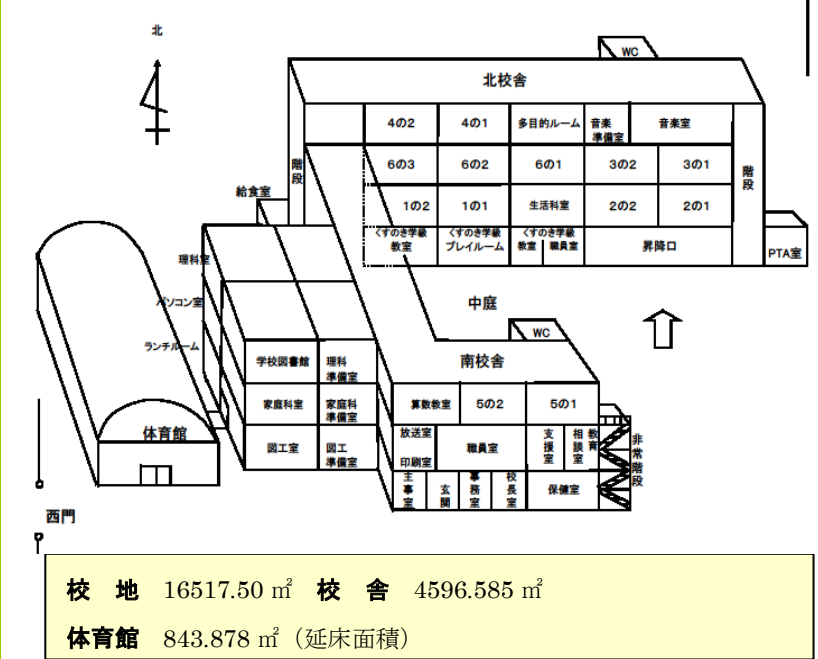 北
WC
北校舎
4の2 4の1 多目的ルーム 音楽準備室 音楽室
階段 6の3 6の2 6の1 3の2 3の1 階段
給食室
1の2 1の1 生活科室 2の2 2の1
くすのき学級教室 くすのき学級プレイルーム くすのき学級教室 職員室 昇降口
PTA室
理科室
パソコン室
ランチルーム
中庭
WC
南校舎
学校図書館 理科準備室
家庭科室 家庭科準備室 算数教室 5の2 5の1
体育館
図工室 図工準備室 放送室 印刷室 職員室 支援室 教育相談室 非常階段
主事室 玄関 事務室 校長室 保健室
西門
校 地 16517.50 ㎡ 校 舎 4596.585 ㎡
体育館 843.878 ㎡（延床面積）